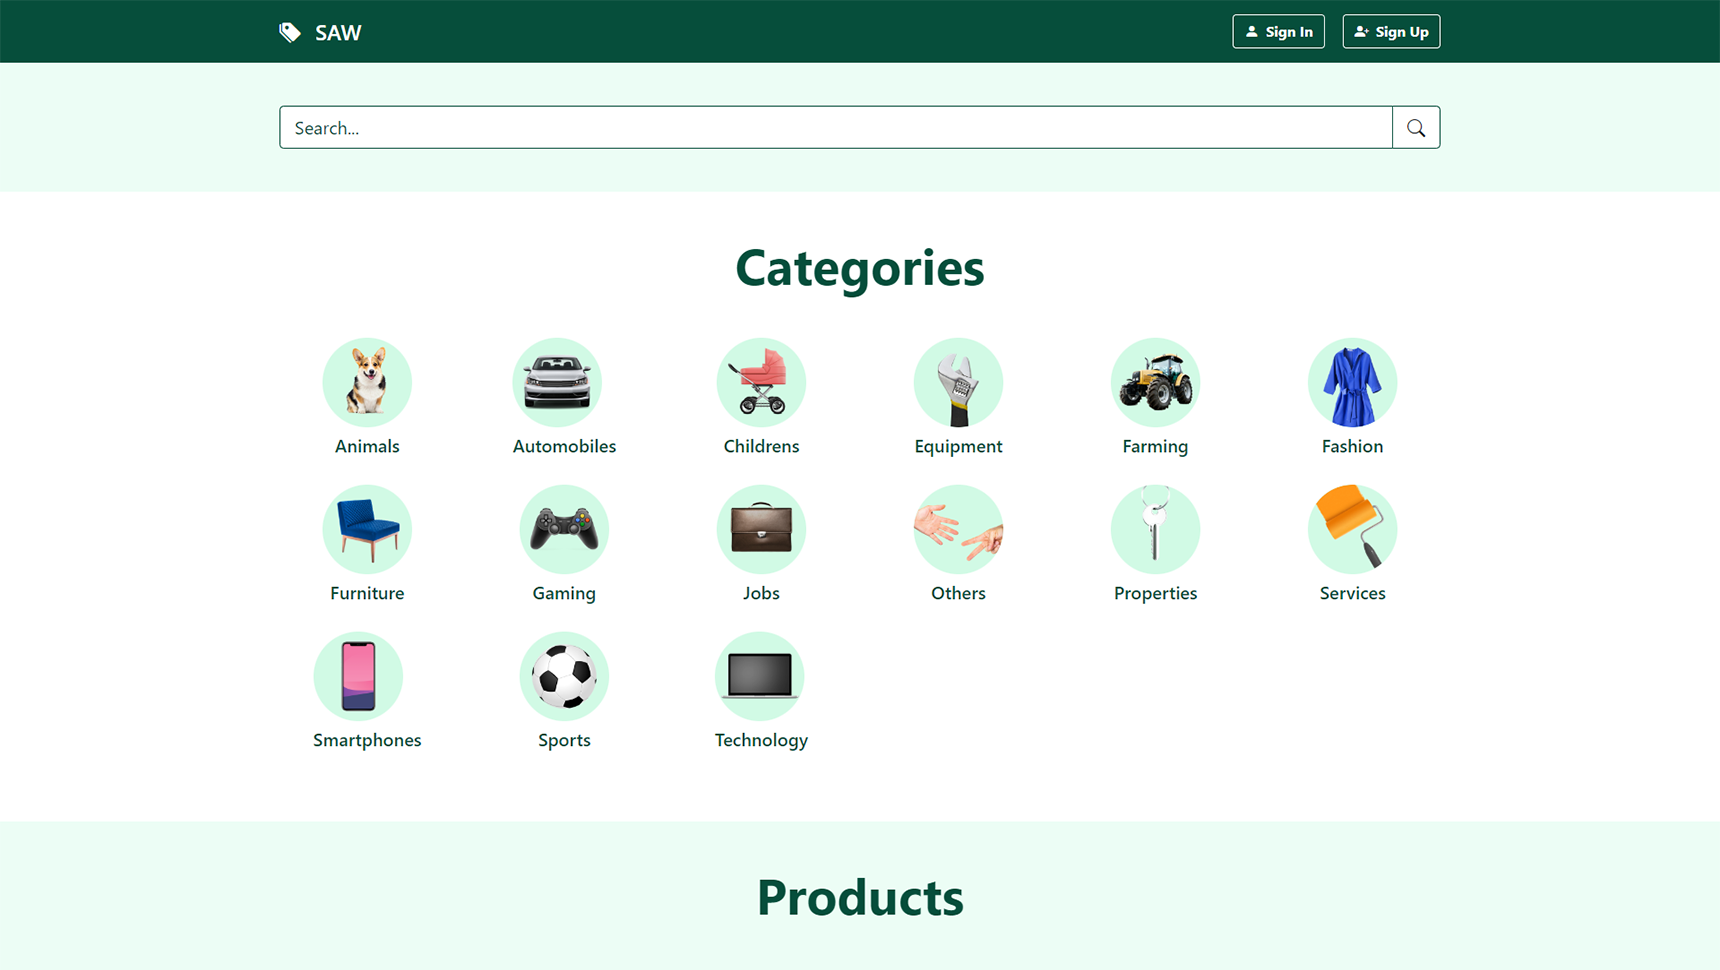 SAW
Sign In
Sign Up
Search...
Categories
Animals
Automobiles
Childrens
Equipment
Farming
Fashion
Furniture
Gaming
Jobs
Others
Properties
Services
Smartphones
Sports
Technology
Products